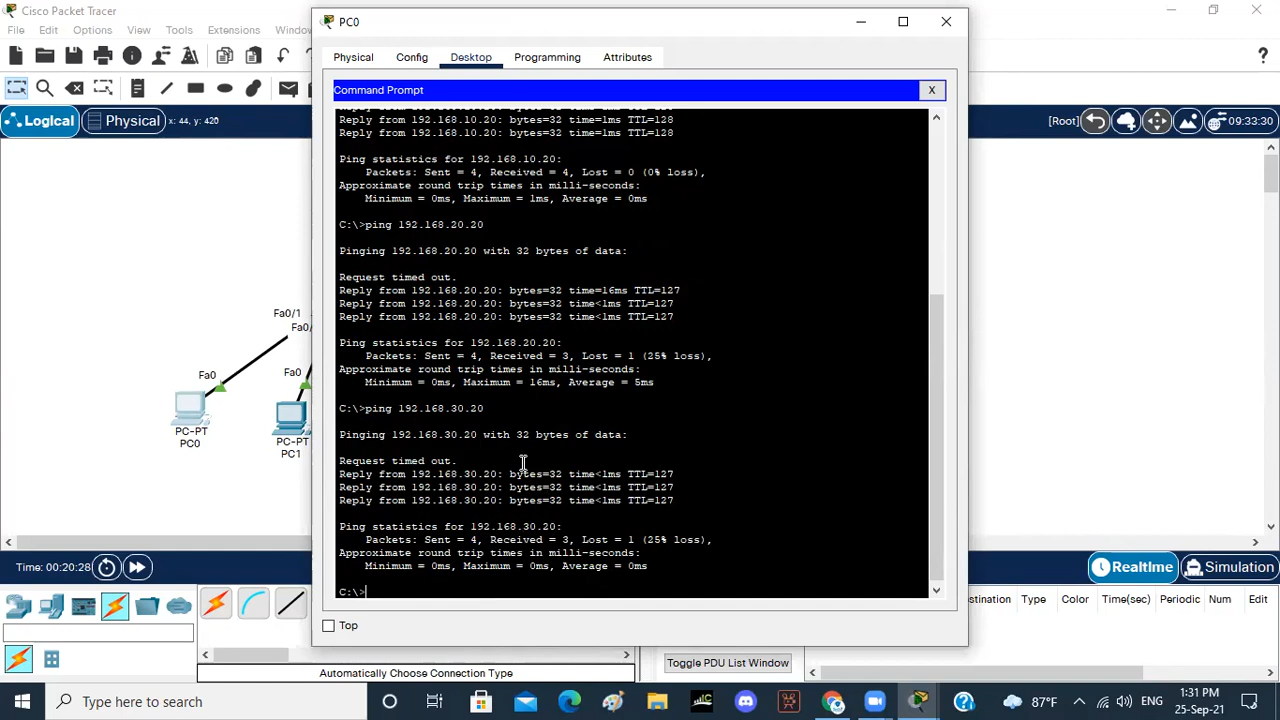 Cisco Packet Tracer
File Edit Options View Tools Extensions Window
Logical
Physical
x: 44, y: 420
[Root]
09:33:30
PC0
Physical Config Desktop Programming Attributes
Command Prompt
X
Reply from 192.168.10.20: bytes=32 time=1ms TTL=128
Reply from 192.168.10.20: bytes=32 time=1ms TTL=128
Ping statistics for 192.168.10.20:
Packets: Sent = 4, Received = 4, Lost = 0 (0% loss),
Approximate round trip times in milli-seconds:
Minimum = 0ms, Maximum = 1ms, Average = 0ms
C:\>ping 192.168.20.20
Pinging 192.168.20.20 with 32 bytes of data:
Request timed out.
Reply from 192.168.20.20: bytes=32 time=16ms TTL=127
Reply from 192.168.20.20: bytes=32 time<1ms TTL=127
Reply from 192.168.20.20: bytes=32 time<1ms TTL=127
Ping statistics for 192.168.20.20:
Packets: Sent = 4, Received = 3, Lost = 1 (25% loss),
Approximate round trip times in milli-seconds:
Minimum = 0ms, Maximum = 16ms, Average = 5ms
C:\>ping 192.168.30.20
Pinging 192.168.30.20 with 32 bytes of data:
Request timed out.
Reply from 192.168.30.20: bytes=32 time<1ms TTL=127
Reply from 192.168.30.20: bytes=32 time<1ms TTL=127
Reply from 192.168.30.20: bytes=32 time<1ms TTL=127
Ping statistics for 192.168.30.20:
Packets: Sent = 4, Received = 3, Lost = 1 (25% loss),
Approximate round trip times in milli-seconds:
Minimum = 0ms, Maximum = 0ms, Average = 0ms
C:\>
Top
Fa0/1
Fa0/
Fa0
Fa0
PC-PT
PC0
PC-PT
PC1
Time: 00:20:28
Realtime
Simulation
stination Type Color Time(sec) Periodic Num Edit
Automatically Choose Connection Type
Toggle PDU List Window
Type here to search
87°F
1:31 PM
25-Sep-21